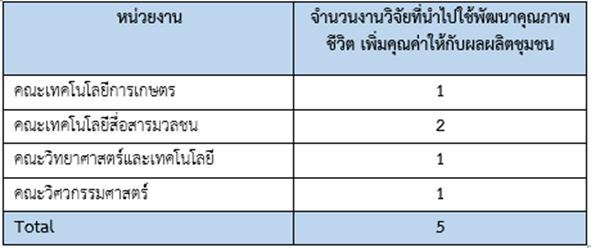 หน่วยงาน
จำนวนงานวิจัยที่นำไปใช้พัฒนาคุณภาพ
ชีวิต เพิ่มคุณค่าให้กับผลผลิตชุมชน
คณะเทคโนโลยีการเกษตร 1
คณะเทคโนโลยีสื่อสารมวลชน 2
คณะวิทยาศาสตร์และเทคโนโลยี 1
คณะวิศวกรรมศาสตร์ 1
Total 5